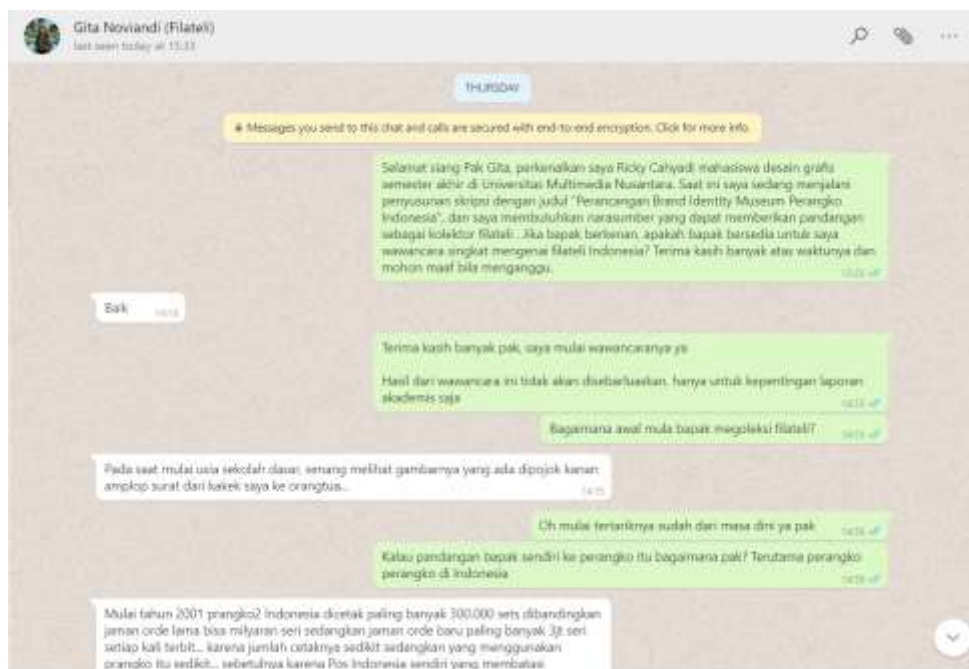 Gita Noviandi (Filateli)
last seen today at 15:33
THURSDAY
Messages you send to this chat and calls are secured with end-to-end encryption. Click for more info.
Selamat siang Pak Gita, perkenalkan saya Ricky Cahyadi mahasiswa desain grafis
semester akhir di Universitas Multimedia Nusantara. Saat ini saya sedang menjalani
penyusunan skripsi dengan judul "Perancangan Brand Identity Museum Perangko
Indonesia", dan saya membutuhkan narasumber yang dapat memberikan pandangan
sebagai kolektor filateli . Jika bapak berkenan, apakah bapak bersedia untuk saya
wawancara singkat mengenai filateli Indonesia? Terima kasih banyak atas waktunya dan
mohon maaf bila menganggu.
Baik
Terima kasih banyak pak, saya mulai wawancaranya ya
Hasil dari wawancara ini tidak akan disebarluaskan, hanya untuk kepentingan laporan
akademis saja
Bagaimana awal mula bapak megoleksi filateli?
Pada saat mulai usia sekolah dasar, senang melihat gambarnya yang ada dipojok kanan
amplop surat dari kakek saya ke orangtua...
Oh mulai tertariknya sudah dari masa dini ya pak
Kalau pandangan bapak sendiri ke perangko itu bagaimana pak? Terutama perangko
perangko di Indonesia
Mulai tahun 2001 prangko2 Indonesia dicetak paling banyak 300.000 sets dibandingkan
jaman orde lama bisa milyaran seri sedangkan jaman orde baru paling banyak 3jt seri
setiap kali terbit... karena jumlah cetaknya sedikit sedangkan yang menggunakan
prangko itu sedikit... sebetulnya karena Pos Indonesia sendiri yang membatasi